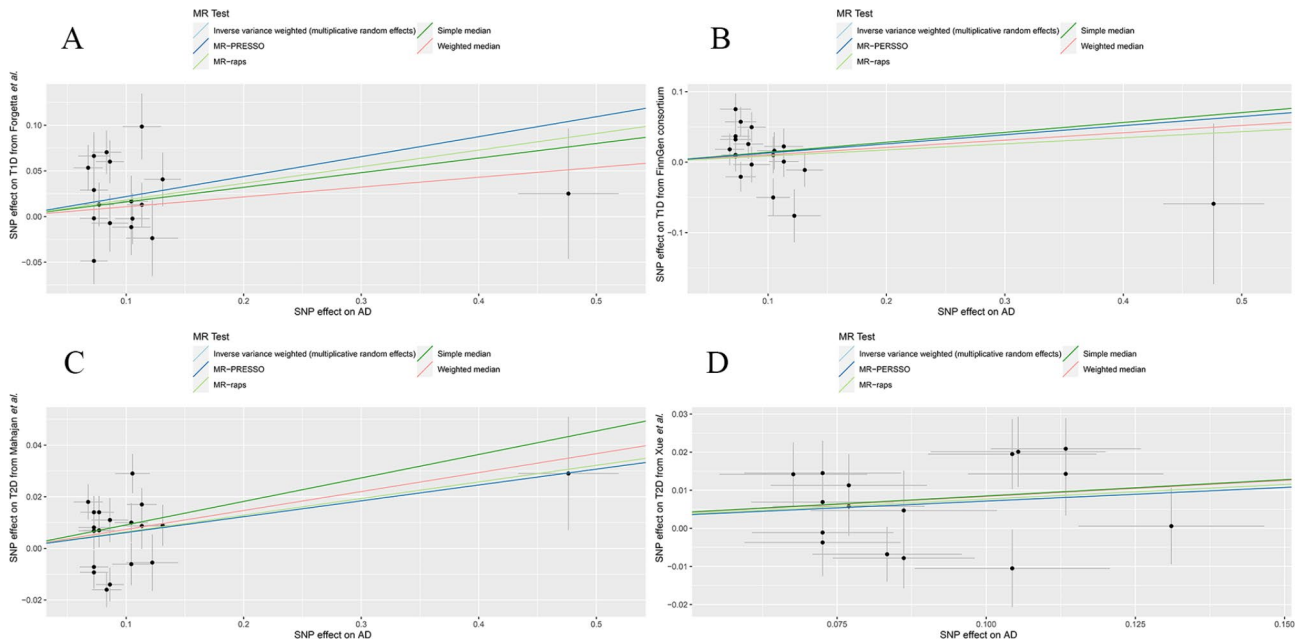 A
MR Test
Inverse variance weighted (multiplicative random effects)
Simple median
MR-PRESSO
Weighted median
MR-raps
SNP effect on T1D from Forgetta et al.
0.10
0.05
0.00
-0.05
0.1
0.2
0.3
0.4
0.5
SNP effect on AD
B
MR Test
Inverse variance weighted (multiplicative random effects)
Simple median
MR-PERSSO
Weighted median
MR-raps
SNP effect on T1D from FinnGen consortium
0.1
0.0
-0.1
0.1
0.2
0.3
0.4
0.5
SNP effect on AD
C
MR Test
Inverse variance weighted (multiplicative random effects)
Simple median
MR-PRESSO
Weighted median
MR-raps
SNP effect on T2D from Mahajan et al.
0.04
0.02
0.00
-0.02
0.1
0.2
0.3
0.4
0.5
SNP effect on AD
D
MR Test
Inverse variance weighted (multiplicative random effects)
Simple median
MR-PERSSO
Weighted median
MR-raps
SNP effect on T2D from Xue et al.
0.03
0.02
0.01
0.00
-0.01
-0.02
0.075
0.100
0.125
0.150
SNP effect on AD